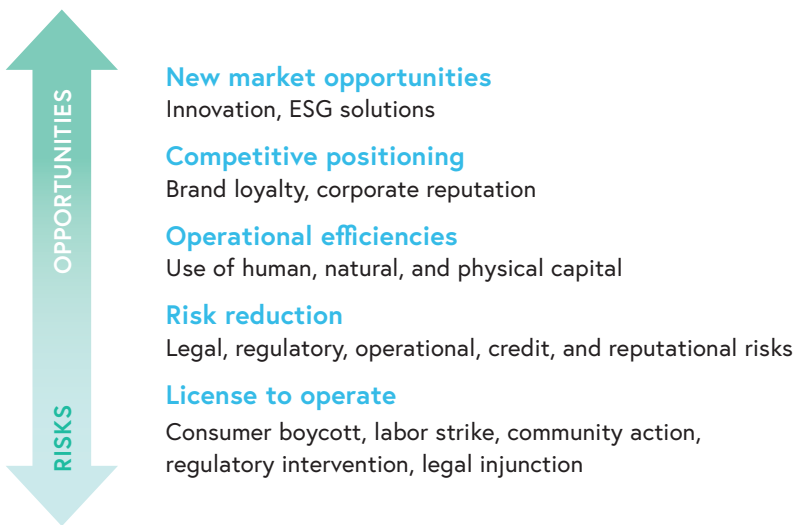 OPPORTUNITIES
RISKS
New market opportunities
Innovation, ESG solutions
Competitive positioning
Brand loyalty, corporate reputation
Operational efficiencies
Use of human, natural, and physical capital
Risk reduction
Legal, regulatory, operational, credit, and reputational risks
License to operate
Consumer boycott, labor strike, community action,
regulatory intervention, legal injunction